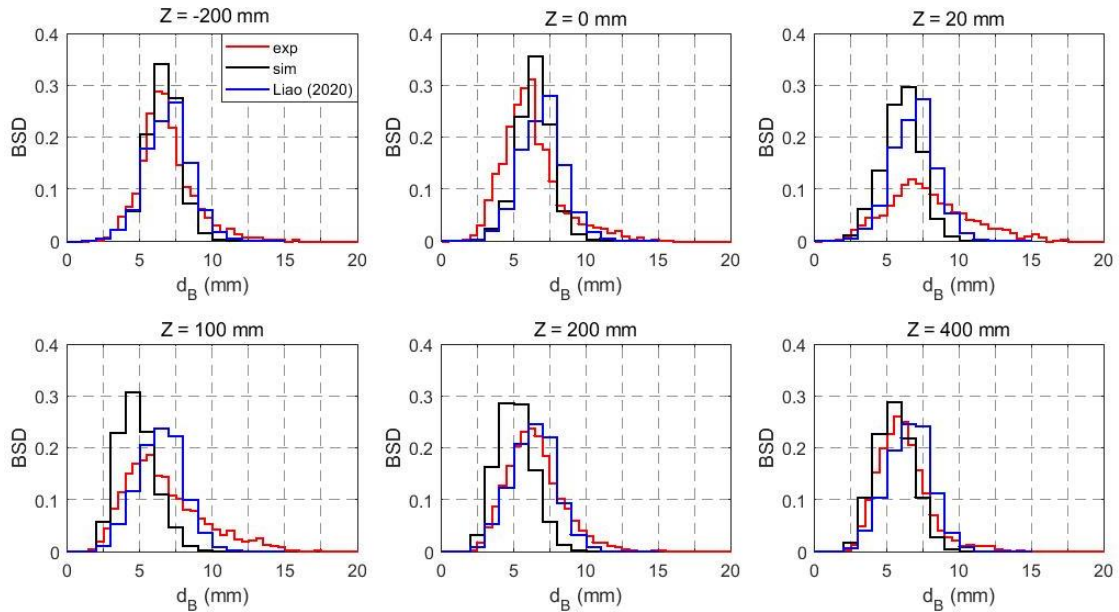 Z = -200 mm
Z = 0 mm
Z = 20 mm
BSD
0.4
0.3
0.2
0.1
0
exp
sim
Liao (2020)
0 5 10 15 20
d_B (mm)
BSD
0.4
0.3
0.2
0.1
0
0 5 10 15 20
d_B (mm)
BSD
0.4
0.3
0.2
0.1
0
0 5 10 15 20
d_B (mm)
Z = 100 mm
Z = 200 mm
Z = 400 mm
BSD
0.4
0.3
0.2
0.1
0
0 5 10 15 20
d_B (mm)
BSD
0.4
0.3
0.2
0.1
0
0 5 10 15 20
d_B (mm)
BSD
0.4
0.3
0.2
0.1
0
0 5 10 15 20
d_B (mm)